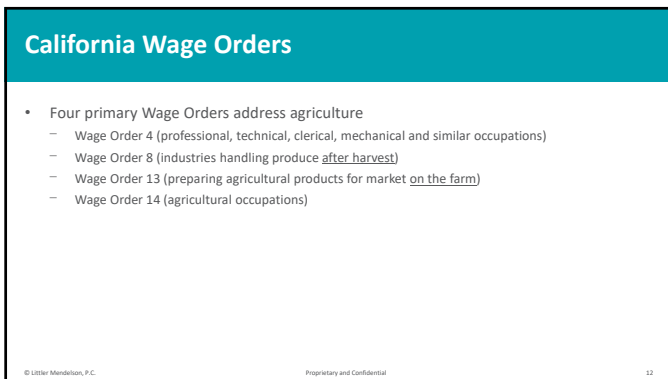 California Wage Orders
• Four primary Wage Orders address agriculture
– Wage Order 4 (professional, technical, clerical, mechanical and similar occupations)
– Wage Order 8 (industries handling produce after harvest)
– Wage Order 13 (preparing agricultural products for market on the farm)
– Wage Order 14 (agricultural occupations)
© Littler Mendelson, P.C. Proprietary and Confidential 12